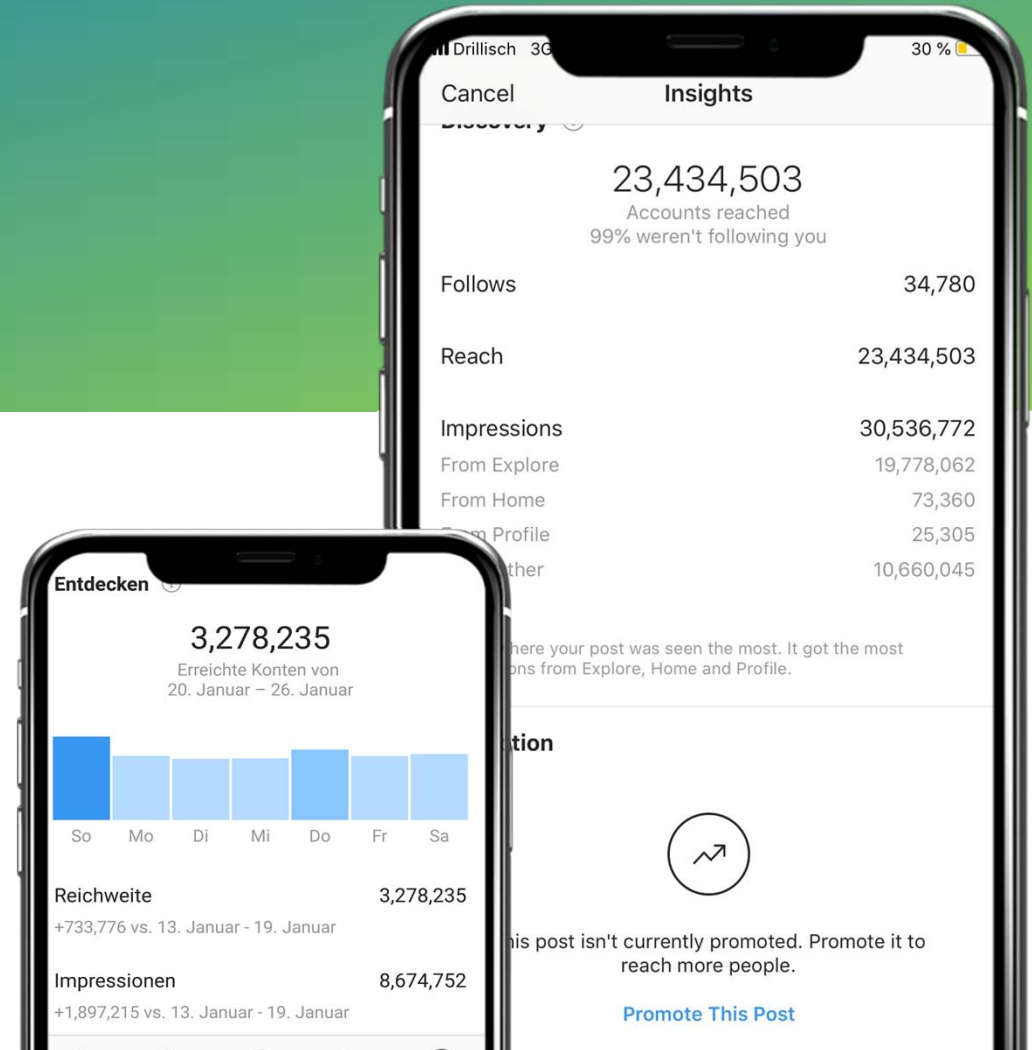 Drillisch 3G
30 %
Cancel
Insights
Discovery
23,434,503
Accounts reached
99% weren't following you
Follows 34,780
Reach 23,434,503
Impressions 30,536,772
From Explore 19,778,062
From Home 73,360
Profile 25,305
10,660,045
your post was seen the most. It got the most
from Explore, Home and Profile.
post isn't currently promoted. Promote it to
reach more people.
Promote This Post
Entdecken
3,278,235
Erreichte Konten von
20. Januar – 26. Januar
So Mo Di Mi Do Fr Sa
Reichweite 3,278,235
+733,776 vs. 13. Januar - 19. Januar
Impressionen 8,674,752
+1,897,215 vs. 13. Januar - 19. Januar